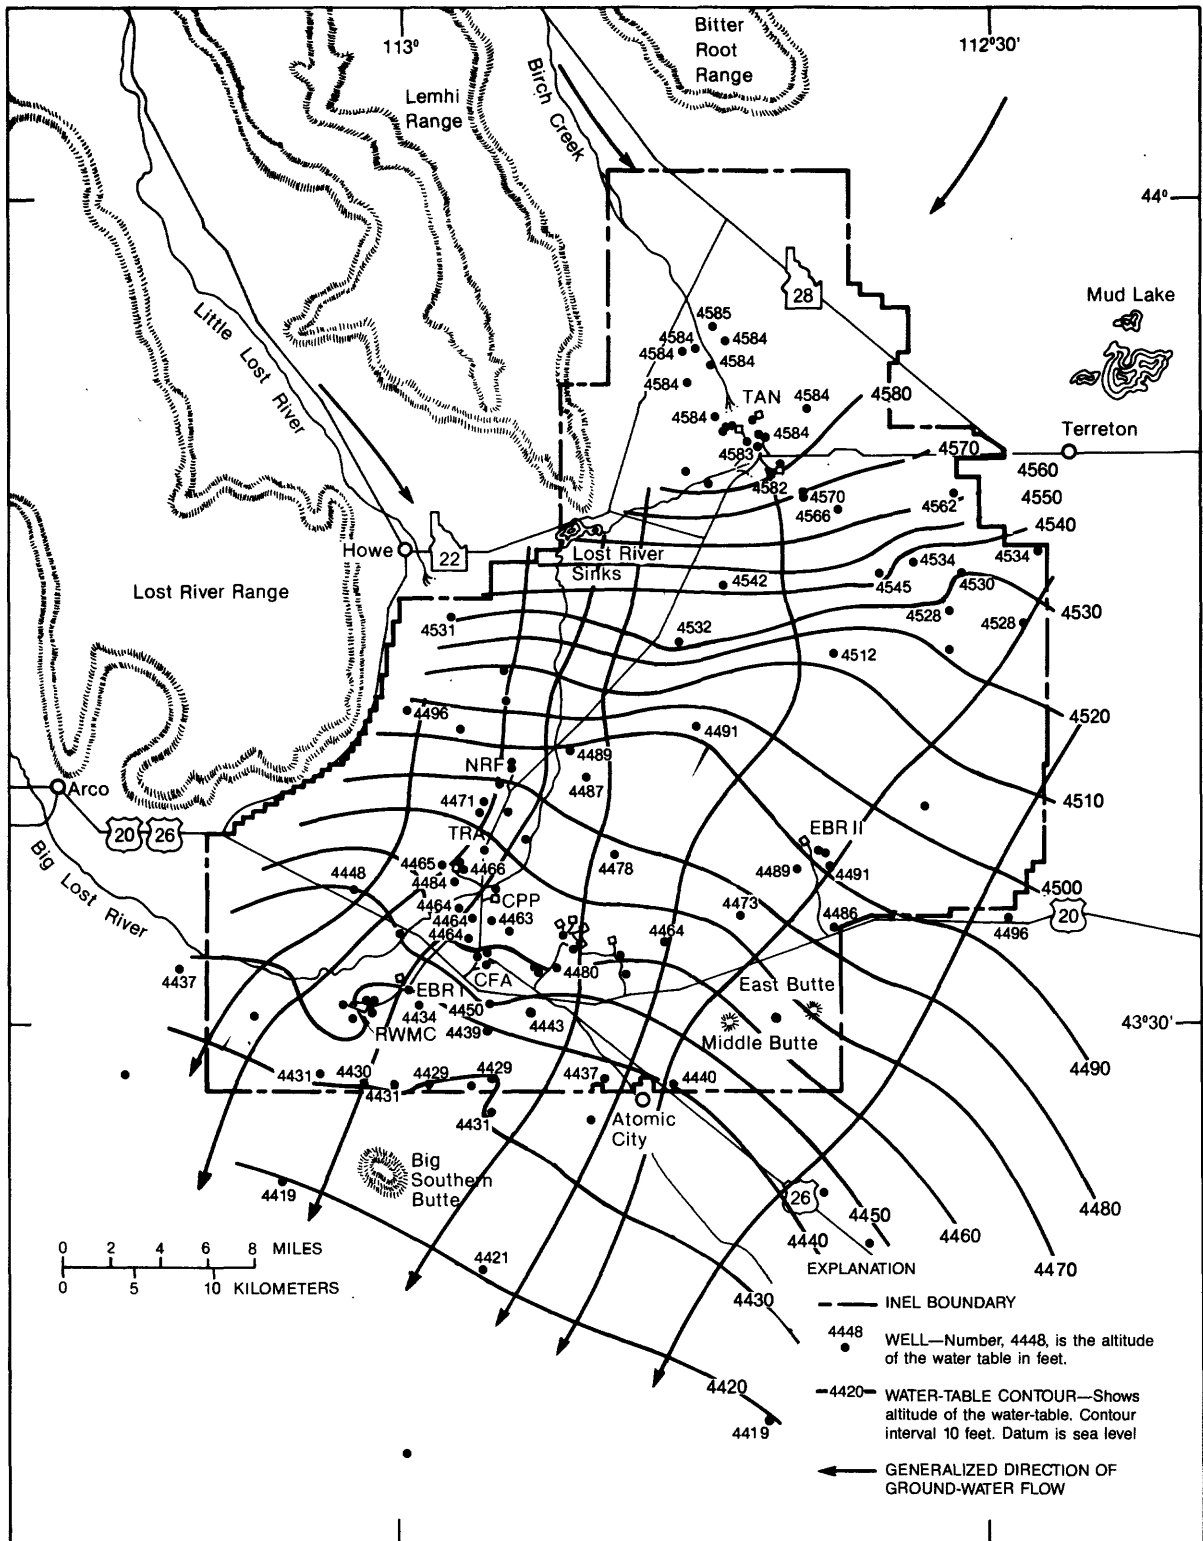 113°
112°30'
Bitter
Root
Range
Lemhi
Range
Birch Creek
44°
28
Mud Lake
Little Lost River
4585
4584
4584
4584
4584
4584
TAN
4584
4580
4584
4584
4583
Terreton
4570
4560
4582
4570
4562
4550
4566
4540
Howe
22
Lost River
Sinks
4534
4534
Lost River Range
4542
4545
4530
4530
4531
4528
4528
4532
4512
4496
4520
4491
4489
NRF
4487
Arco
4471
4510
20
26
TRA
EBR II
4478
4465
4466
4489
4491
Big Lost River
4448
4484
4500
CPP
4464
4473
4486
20
4464
4463
4464
4464
4496
4437
CFA
4480
East Butte
EBR I
4450
4434
4443
43°30'
RWMC
4439
Middle Butte
4490
4431
4430
4429
4429
4437
4440
4431
4431
Atomic
City
Big
Southern
Butte
4419
26
4480
4450
4460
0 2 4 6 8 MILES
4440
4421
4470
0 5 10 KILOMETERS
4430
EXPLANATION
INEL BOUNDARY
4448
WELL—Number, 4448, is the altitude
of the water table in feet.
4420
4420
WATER-TABLE CONTOUR—Shows
altitude of the water-table. Contour
interval 10 feet. Datum is sea level
4419
GENERALIZED DIRECTION OF
GROUND-WATER FLOW